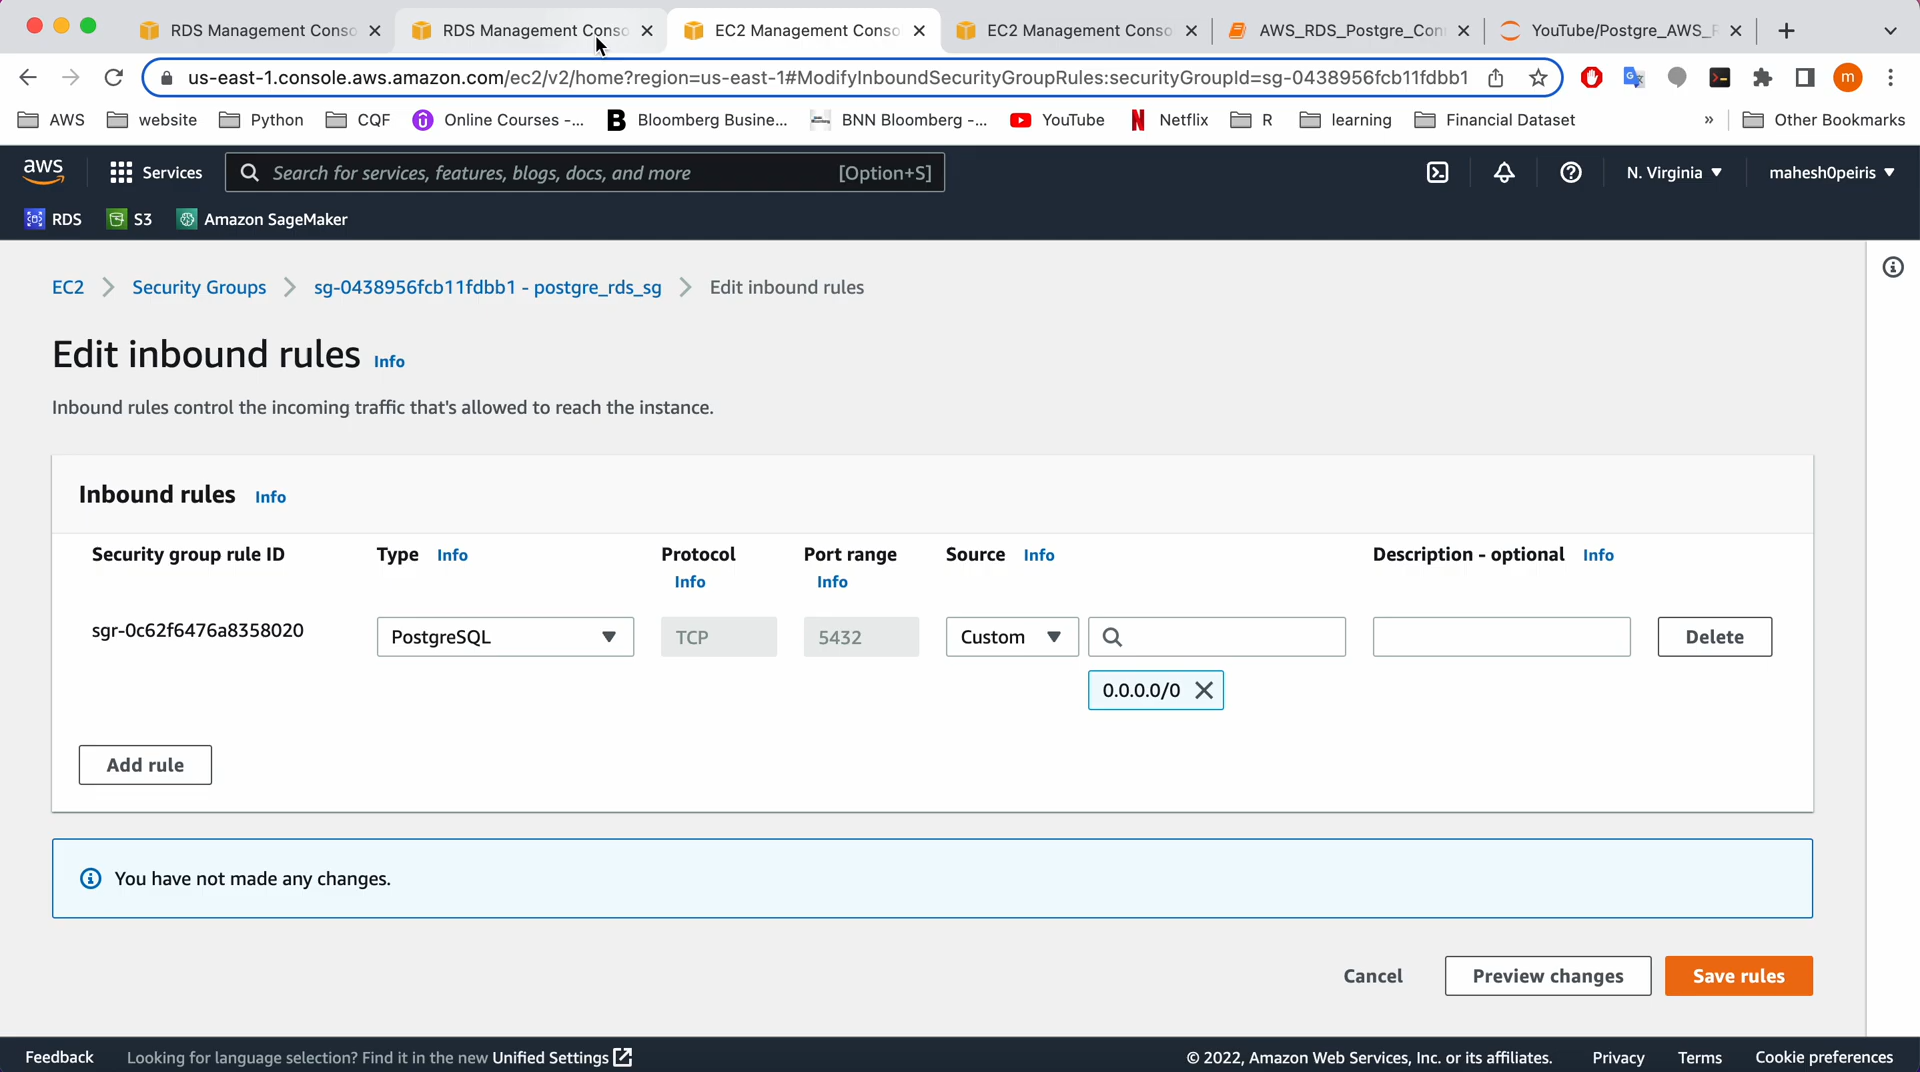 RDS Management Conso
RDS Management Conso
EC2 Management Conso
EC2 Management Conso
AWS_RDS_Postgre_Con
YouTube/Postgre_AWS_R
us-east-1.console.aws.amazon.com/ec2/v2/home?region=us-east-1#ModifyInboundSecurityGroupRules:securityGroupId=sg-0438956fcb11fdbb1
m
AWS
website
Python
CQF
Online Courses -...
Bloomberg Busine...
BNN Bloomberg -...
YouTube
Netflix
R
learning
Financial Dataset
»
Other Bookmarks
aws
Services
Search for services, features, blogs, docs, and more
[Option+S]
N. Virginia
mahesh0peiris
RDS
S3
Amazon SageMaker
EC2
Security Groups
sg-0438956fcb11fdbb1 - postgre_rds_sg
Edit inbound rules
Edit inbound rules Info
Inbound rules control the incoming traffic that's allowed to reach the instance.
Inbound rules Info
Security group rule ID
Type Info
Protocol
Info
Port range
Info
Source Info
Description - optional Info
sgr-0c62f6476a8358020
PostgreSQL
TCP
5432
Custom
Delete
0.0.0.0/0
Add rule
You have not made any changes.
Cancel
Preview changes
Save rules
Feedback
Looking for language selection? Find it in the new Unified Settings
© 2022, Amazon Web Services, Inc. or its affiliates.
Privacy
Terms
Cookie preferences